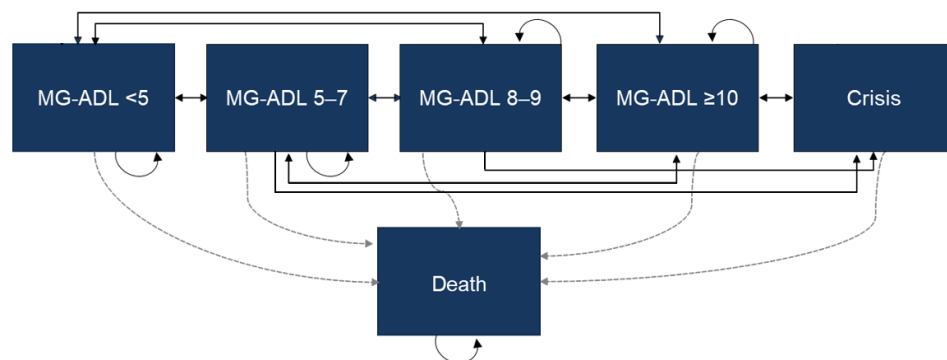 MG-ADL <5
MG-ADL 5–7
MG-ADL 8–9
MG-ADL ≥10
Crisis
Death